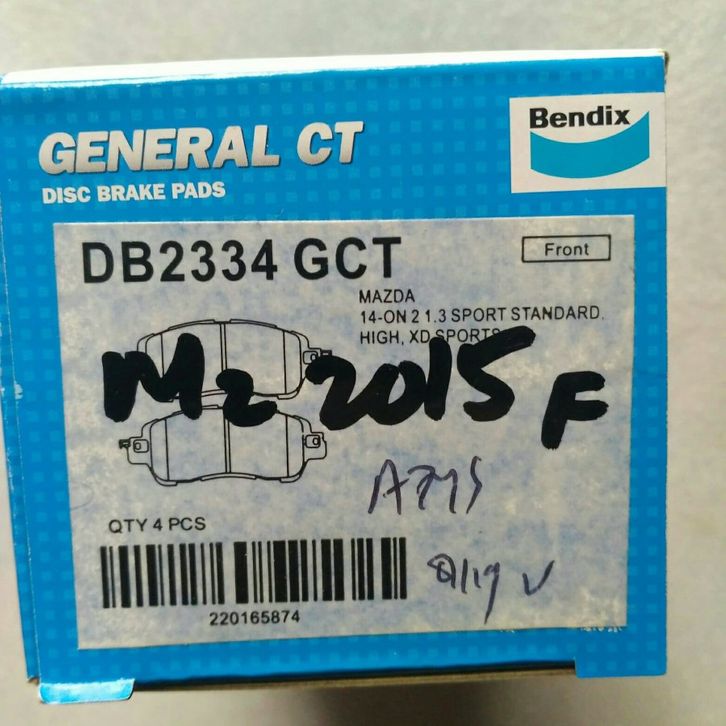 Bendix
GENERAL CT
DISC BRAKE PADS
DB2334 GCT
Front
MAZDA
14-ON 2 1.3 SPORT STANDARD,
HIGH, XD SPORTS
M2 2015 F
QTY 4 PCS
220165874